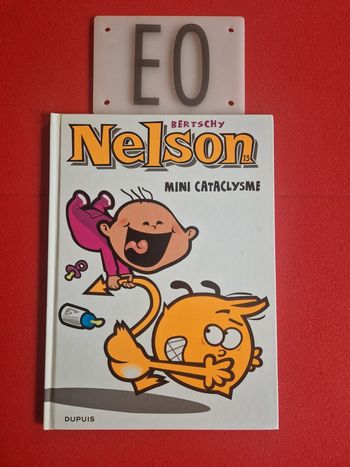 EO
BERTSCHY
Nelson
13
MINI CATACLYSME
DUPUIS